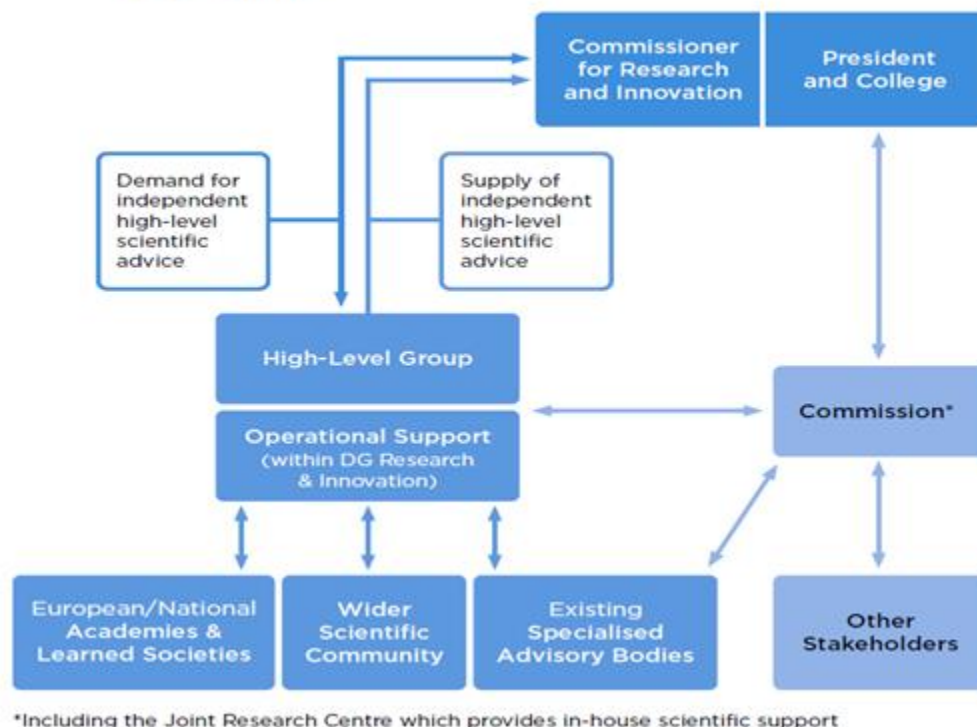 Commissioner
for Research
and Innovation
President
and College
Demand for
independent
high-level
scientific
advice
Supply of
independent
high-level
scientific
advice
High-Level Group
Operational Support
(within DG Research
& Innovation)
Commission*
European/National
Academies &
Learned Societies
Wider
Scientific
Community
Existing
Specialised
Advisory Bodies
Other
Stakeholders
*Including the Joint Research Centre which provides in-house scientific support